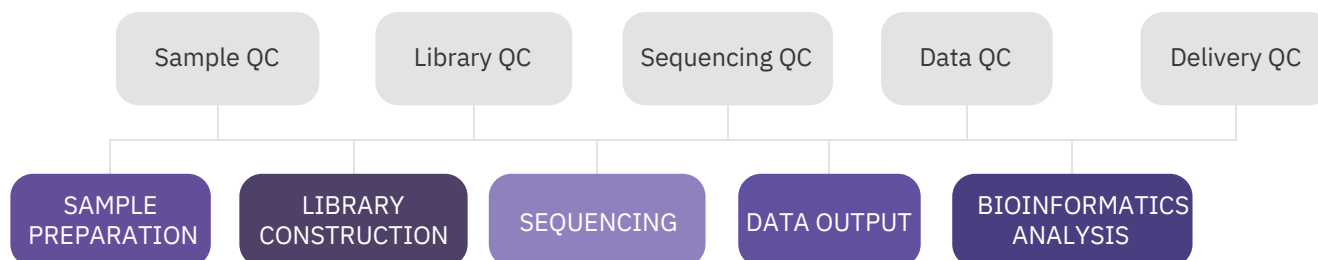 Sample QC
Library QC
Sequencing QC
Data QC
Delivery QC
SAMPLE
PREPARATION
LIBRARY
CONSTRUCTION
SEQUENCING
DATA OUTPUT
BIOINFORMATICS
ANALYSIS